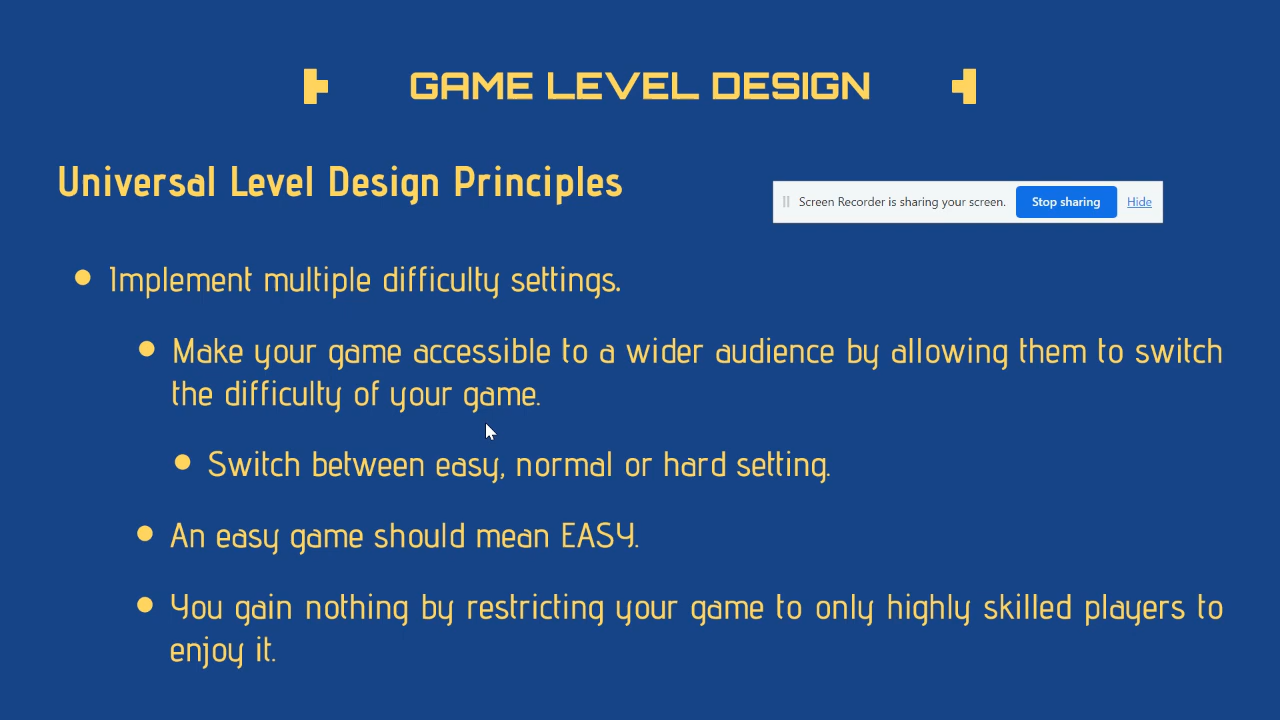 GAME LEVEL DESIGN
Universal Level Design Principles
Screen Recorder is sharing your screen. Stop sharing Hide
Implement multiple difficulty settings.
Make your game accessible to a wider audience by allowing them to switch
the difficulty of your game.
Switch between easy, normal or hard setting.
An easy game should mean EASY.
You gain nothing by restricting your game to only highly skilled players to
enjoy it.